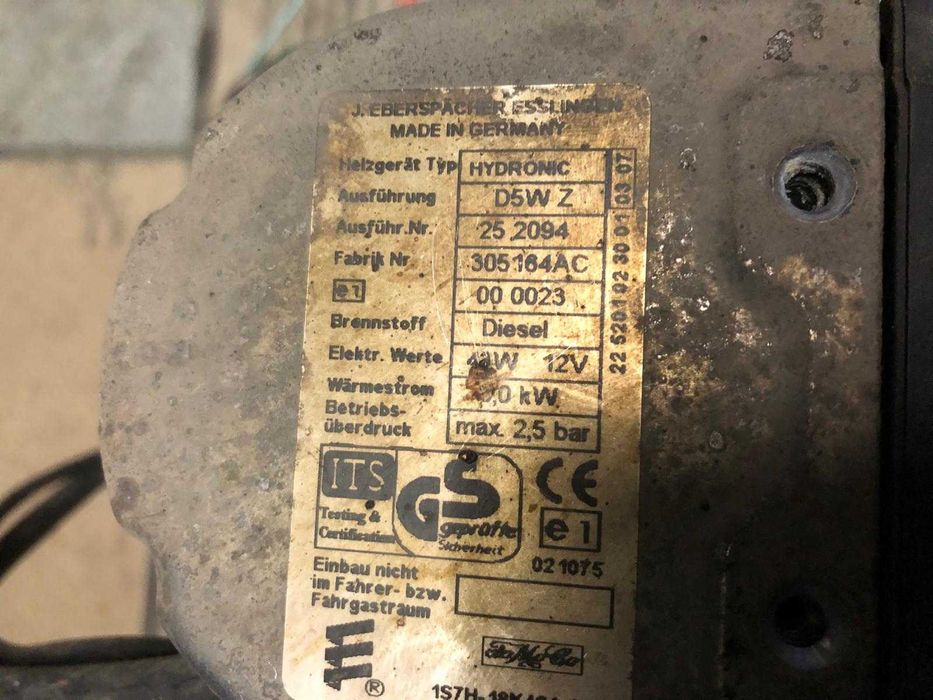 J. EBERSPÄCHER ESSLINGEN
MADE IN GERMANY
Heizgerät Typ HYDRONIC
Ausführung D5W Z
Ausführ.Nr. 25 2094
Fabrik Nr. 305164AC
e1 00 0023
Brennstoff Diesel
Elektr. Werte 12V
Wärmestrom kW
Betriebs-
überdruck max. 2,5 bar
22 5201 02 30 01 03 07
ITS
Testing &
Certification
GS
geprüfte
Sicherheit
CE
e1
021075
Einbau nicht
im Fahrer- bzw.
Fahrgastraum
®